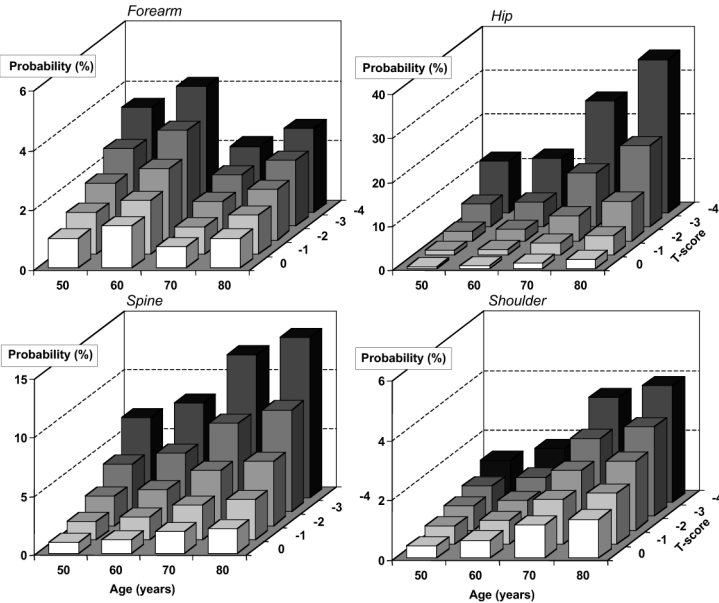 Forearm
Probability (%)
6
4
2
0
50 60 70 80
0 -1 -2 -3 -4
Hip
Probability (%)
40
30
20
10
0
50 60 70 80
0 -1 -2 -3 -4
T-score
Spine
Probability (%)
15
10
5
0
50 60 70 80
0 -1 -2 -3 -4
Age (years)
Shoulder
Probability (%)
6
4
2
0
50 60 70 80
0 -1 -2 -3 -4
T-score
Age (years)